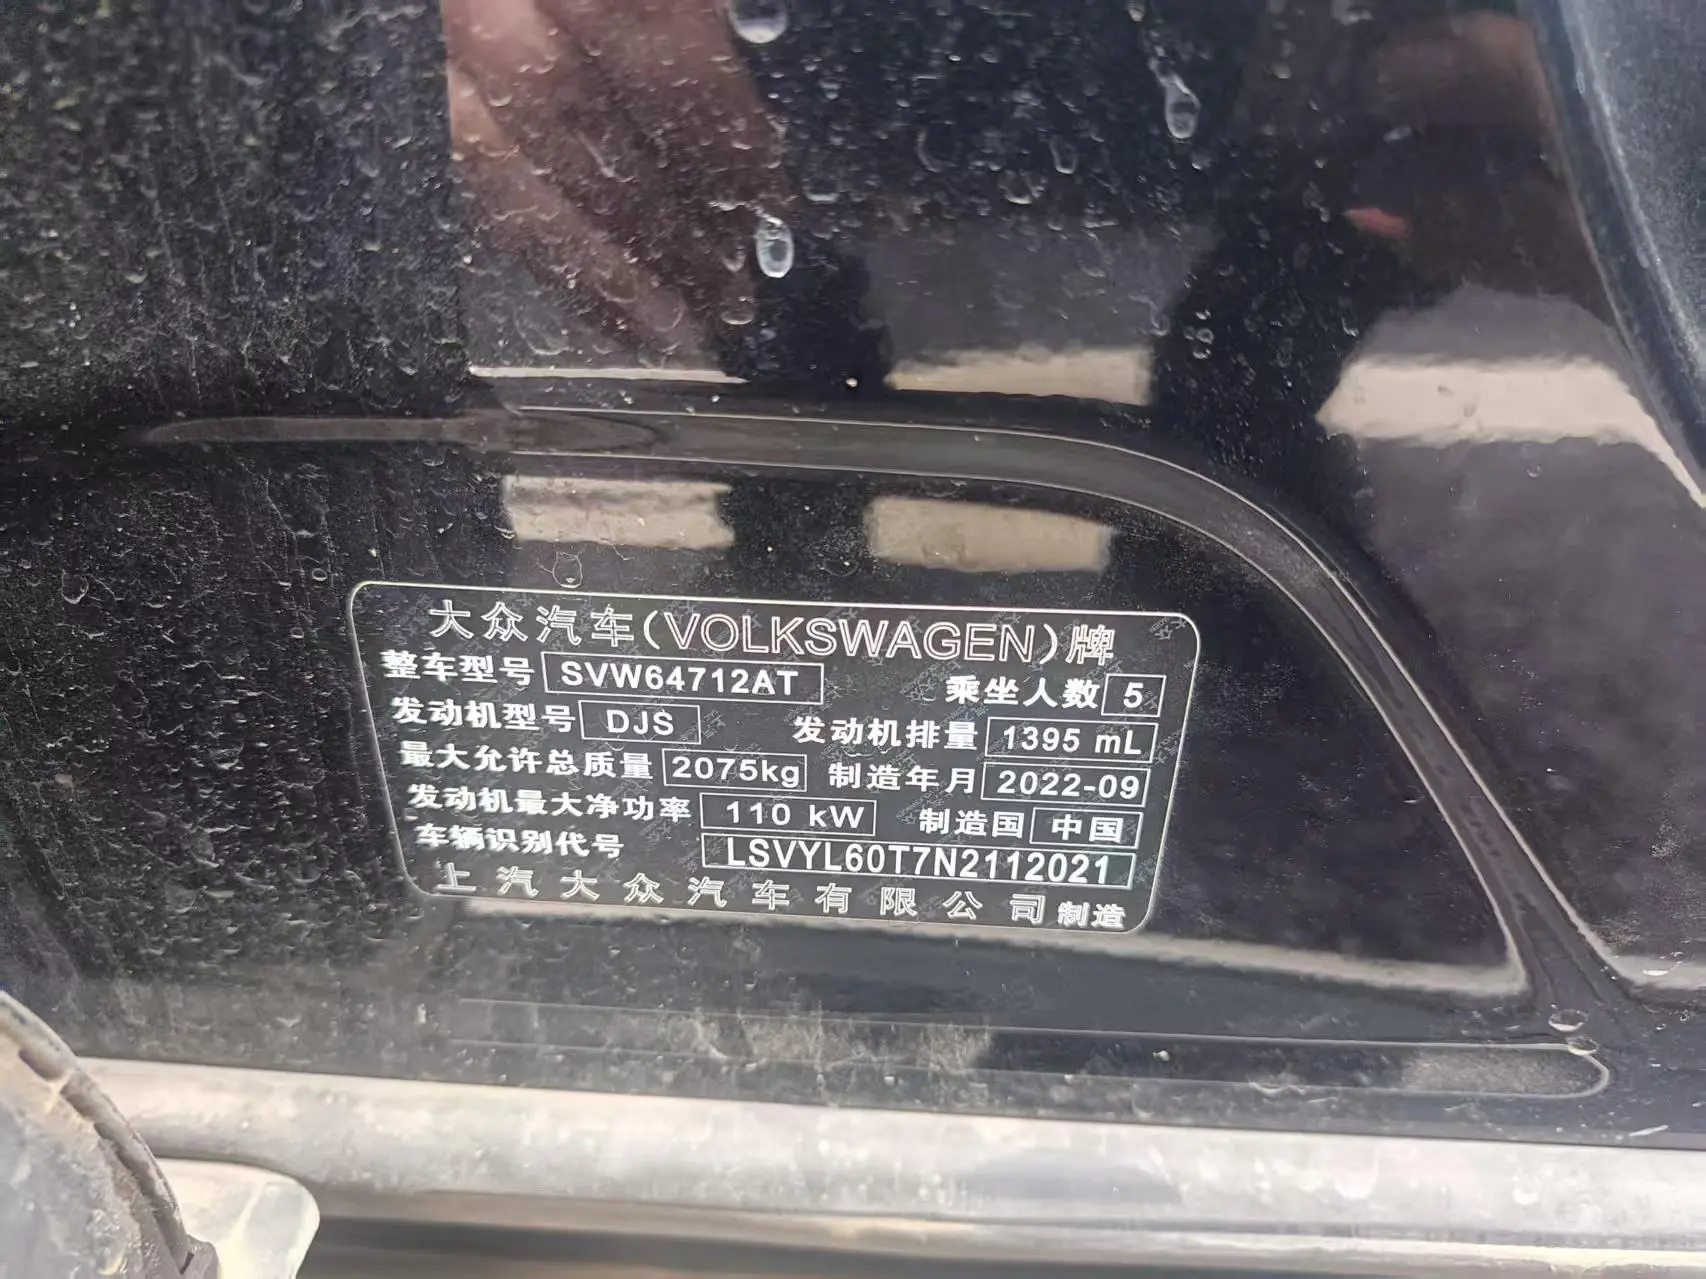 大众汽车(VOLKSWAGEN)牌
整车型号 SVW64712AT 乘坐人数 5
发动机型号 DJS 发动机排量 1395 mL
最大允许总质量 2075kg 制造年月 2022-09
发动机最大净功率 110 kW 制造国 中国
车辆识别代号 LSVYL60T7N2112021
上汽大众汽车有限公司制造